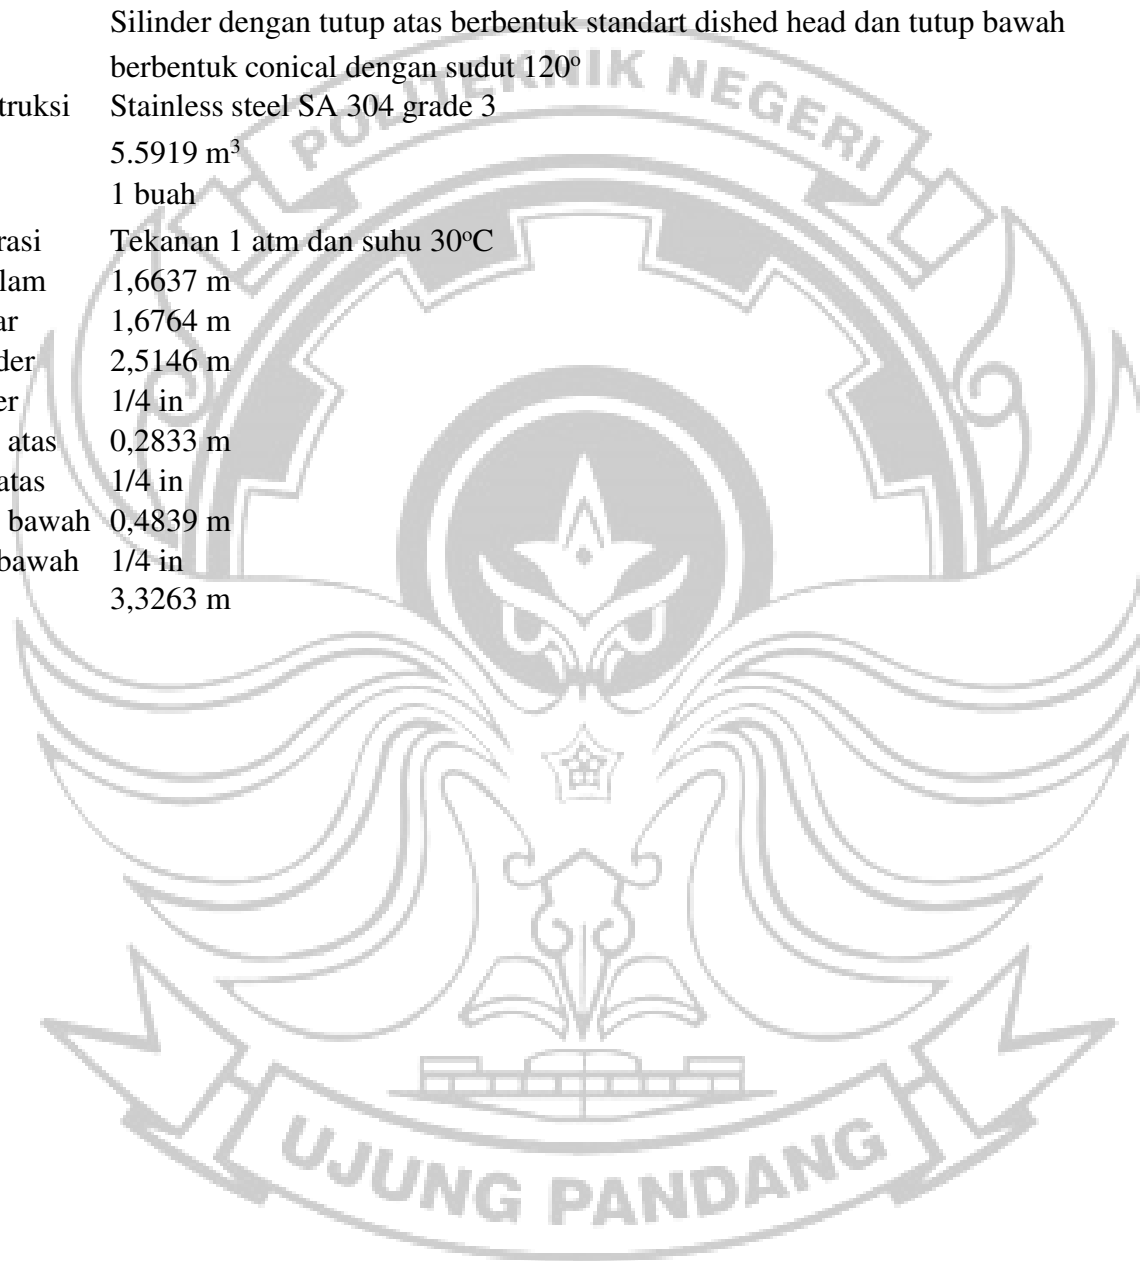 Silinder dengan tutup atas berbentuk standart dished head dan tutup bawah
berbentuk conical dengan sudut 120º
truksi Stainless steel SA 304 grade 3
5.5919 m³
1 buah
rasi Tekanan 1 atm dan suhu 30ºC
lam 1,6637 m
ar 1,6764 m
der 2,5146 m
er 1/4 in
atas 0,2833 m
atas 1/4 in
bawah 0,4839 m
bawah 1/4 in
3,3263 m
POLITEKNIK NEGERI
UJUNG PANDANG